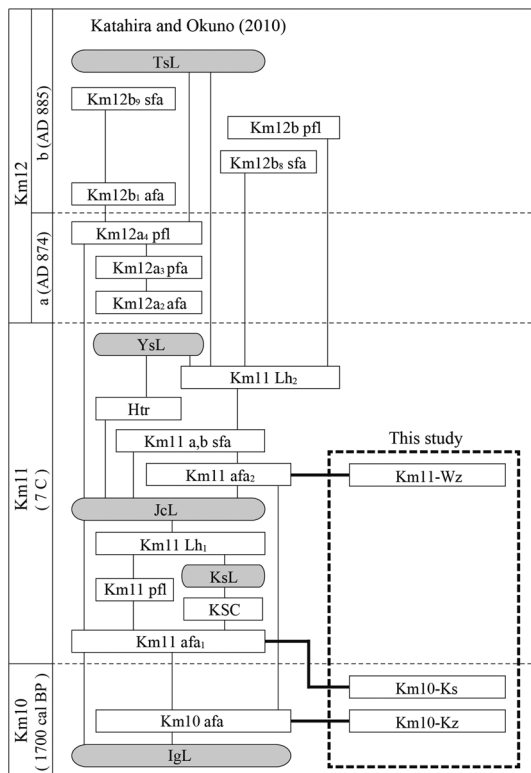 Katahira and Okuno (2010)
Km12
b (AD 885)
TsL
Km12b₉ sfa
Km12b pfl
Km12b₈ sfa
Km12b₁ afa
a (AD 874)
Km12a₄ pfl
Km12a₃ pfa
Km12a₂ afa
Km11
( 7 C )
YsL
Km11 Lh₂
Htr
Km11 a,b sfa
Km11 afa₂
JcL
Km11 Lh₁
KsL
Km11 pfl
KSC
Km11 afa₁
Km10
( 1700 cal BP )
Km10 afa
IgL
This study
Km11-Wz
Km10-Ks
Km10-Kz